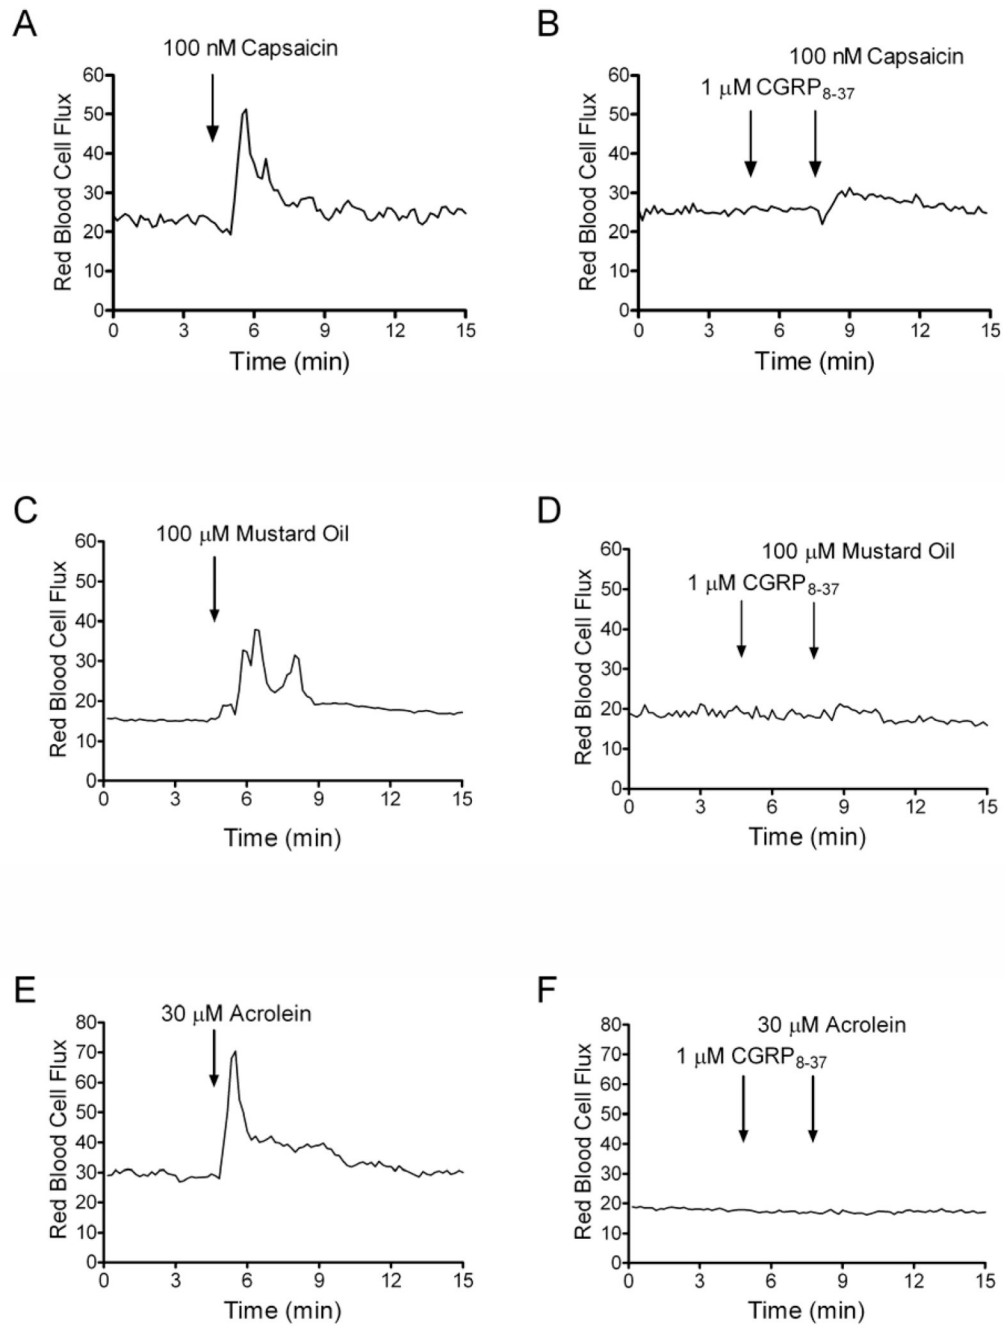 A
100 nM Capsaicin
Red Blood Cell Flux
60
50
40
30
20
10
0
0 3 6 9 12 15
Time (min)
B
100 nM Capsaicin
1 μM CGRP8-37
Red Blood Cell Flux
60
50
40
30
20
10
0
0 3 6 9 12 15
Time (min)
C
100 μM Mustard Oil
Red Blood Cell Flux
60
50
40
30
20
10
0
0 3 6 9 12 15
Time (min)
D
100 μM Mustard Oil
1 μM CGRP8-37
Red Blood Cell Flux
60
50
40
30
20
10
0
0 3 6 9 12 15
Time (min)
E
30 μM Acrolein
Red Blood Cell Flux
80
70
60
50
40
30
20
10
0
0 3 6 9 12 15
Time (min)
F
30 μM Acrolein
1 μM CGRP8-37
Red Blood Cell Flux
80
70
60
50
40
30
20
10
0
0 3 6 9 12 15
Time (min)